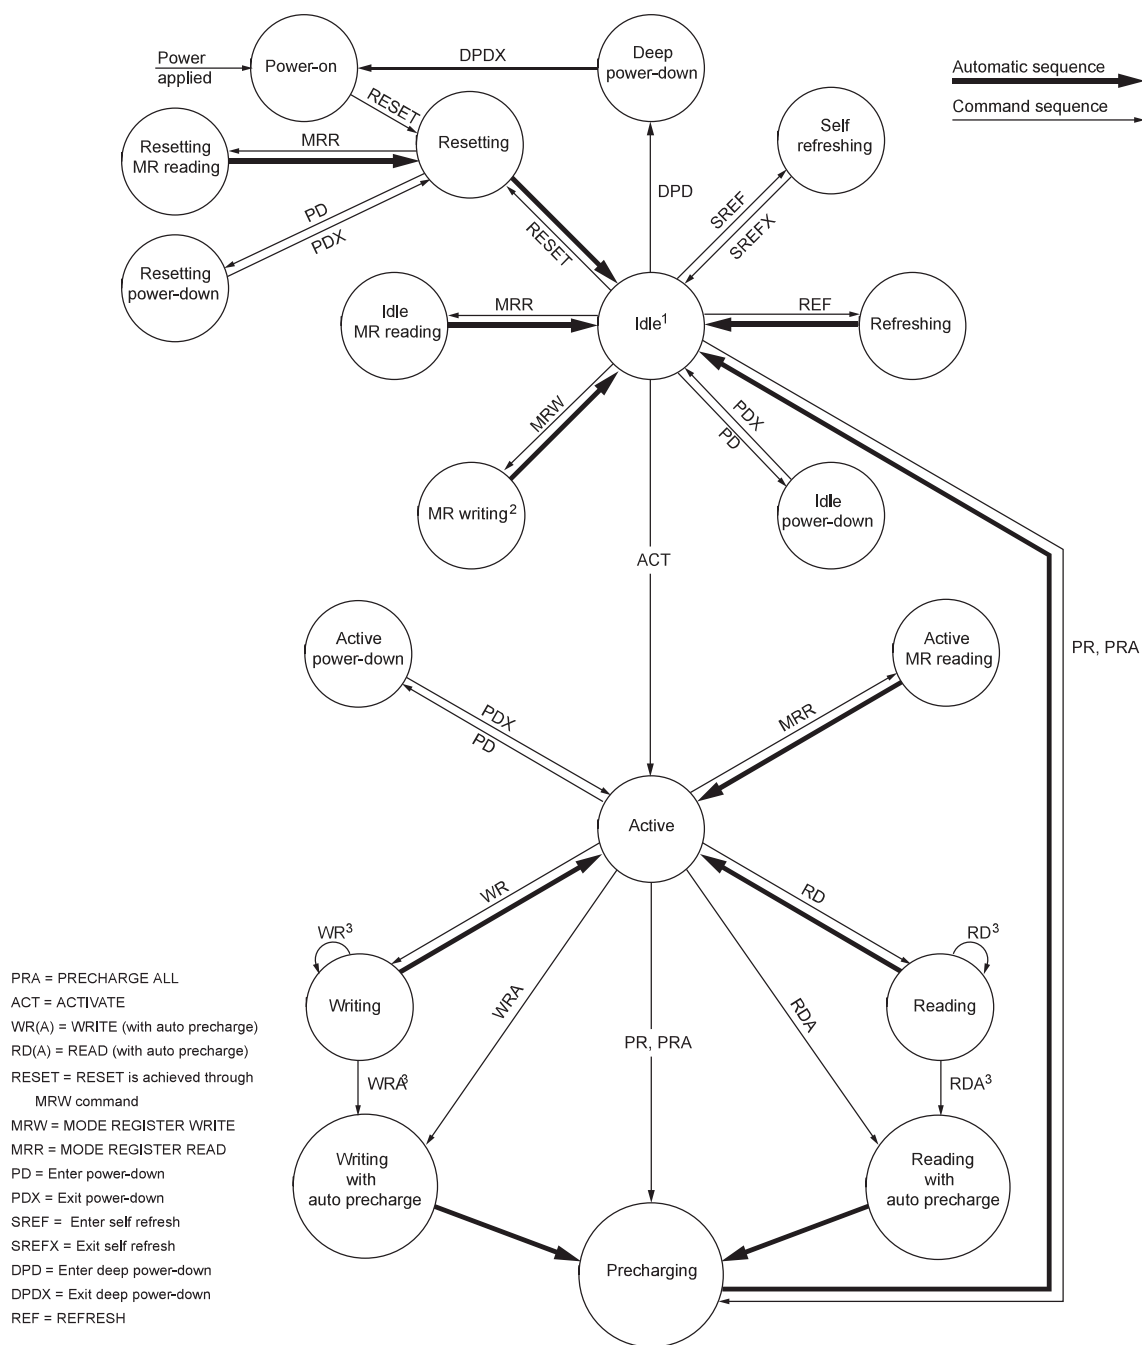 Power
applied
Power-on
DPDX
Deep
power-down
Automatic sequence
Command sequence
RESET
Resetting
MR reading
MRR
Resetting
Self
refreshing
DPD
SREF
SREFX
PD
PDX
RESET
Resetting
power-down
Idle
MR reading
MRR
Idle¹
REF
Refreshing
MRW
PDX
PD
MR writing²
Idle
power-down
ACT
Active
power-down
Active
MR reading
PR, PRA
PDX
PD
MRR
Active
WR
RD
WR³
RD³
Writing
Reading
WRA
RDA
PR, PRA
WRA³
RDA³
Writing
with
auto precharge
Reading
with
auto precharge
Precharging
PRA = PRECHARGE ALL
ACT = ACTIVATE
WR(A) = WRITE (with auto precharge)
RD(A) = READ (with auto precharge)
RESET = RESET is achieved through
MRW command
MRW = MODE REGISTER WRITE
MRR = MODE REGISTER READ
PD = Enter power-down
PDX = Exit power-down
SREF = Enter self refresh
SREFX = Exit self refresh
DPD = Enter deep power-down
DPDX = Exit deep power-down
REF = REFRESH